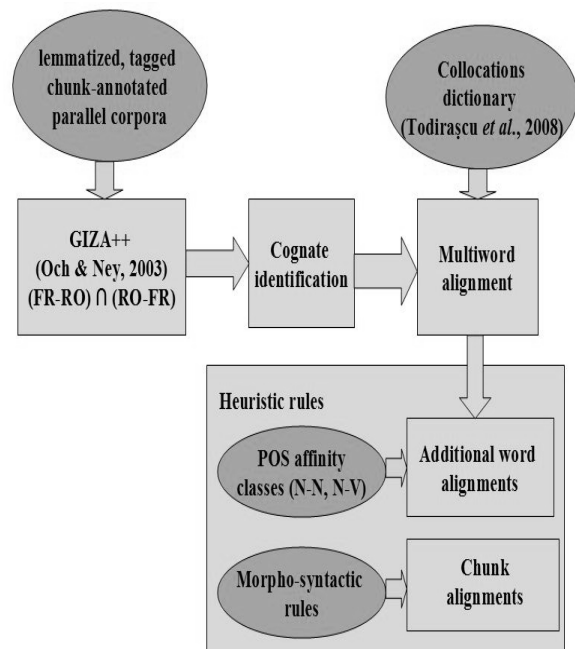 lemmatized, tagged
chunk-annotated
parallel corpora
Collocations
dictionary
(Todirașcu et al., 2008)
GIZA++
(Och & Ney, 2003)
(FR-RO) ∩ (RO-FR)
Cognate
identification
Multiword
alignment
Heuristic rules
POS affinity
classes (N-N, N-V)
Additional word
alignments
Morpho-syntactic
rules
Chunk
alignments